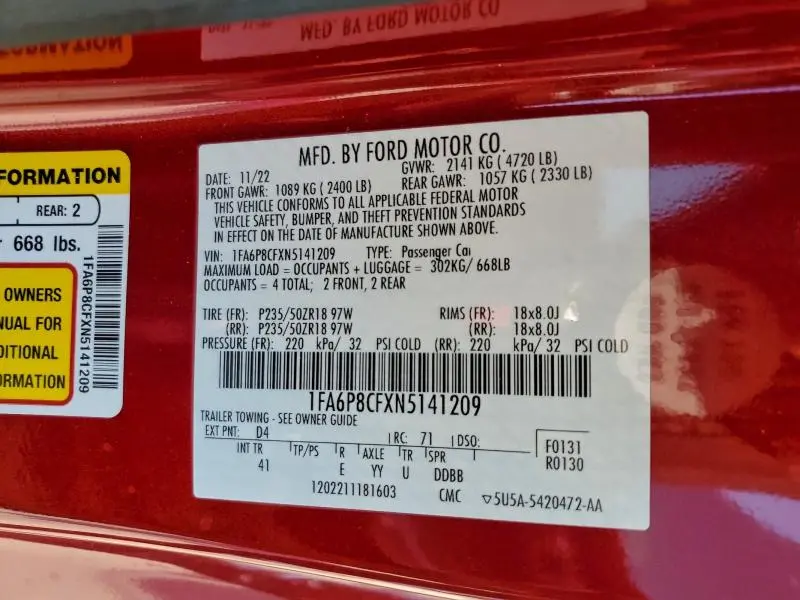 MFD. BY FORD MOTOR CO
FORMATION
REAR: 2
668 lbs.
OWNERS
NUAL FOR
DITIONAL
ORMATION
1FA6P8CFXN5141209
MFD. BY FORD MOTOR CO.
DATE: 11/22 GVWR: 2141 KG ( 4720 LB)
FRONT GAWR: 1089 KG ( 2400 LB) REAR GAWR: 1057 KG ( 2330 LB)
THIS VEHICLE CONFORMS TO ALL APPLICABLE FEDERAL MOTOR
VEHICLE SAFETY, BUMPER, AND THEFT PREVENTION STANDARDS
IN EFFECT ON THE DATE OF MANUFACTURE SHOWN ABOVE.
VIN: 1FA6P8CFXN5141209 TYPE: Passenger Car
MAXIMUM LOAD = OCCUPANTS + LUGGAGE = 302KG/ 668LB
OCCUPANTS = 4 TOTAL; 2 FRONT, 2 REAR
TIRE (FR): P235/50ZR18 97W RIMS (FR): 18x8.0J
(RR): P235/50ZR18 97W (RR): 18x8.0J
PRESSURE (FR): 220 kPa/ 32 PSI COLD (RR): 220 kPa/ 32 PSI COLD
1FA6P8CFXN5141209
TRAILER TOWING - SEE OWNER GUIDE
EXT PNT: D4 RC: 71 DSO: F0131
INT TR TP/PS R AXLE TR SPR R0130
41 E YY U DDBB
1202211181603 CMC ▽5U5A-5420472-AA